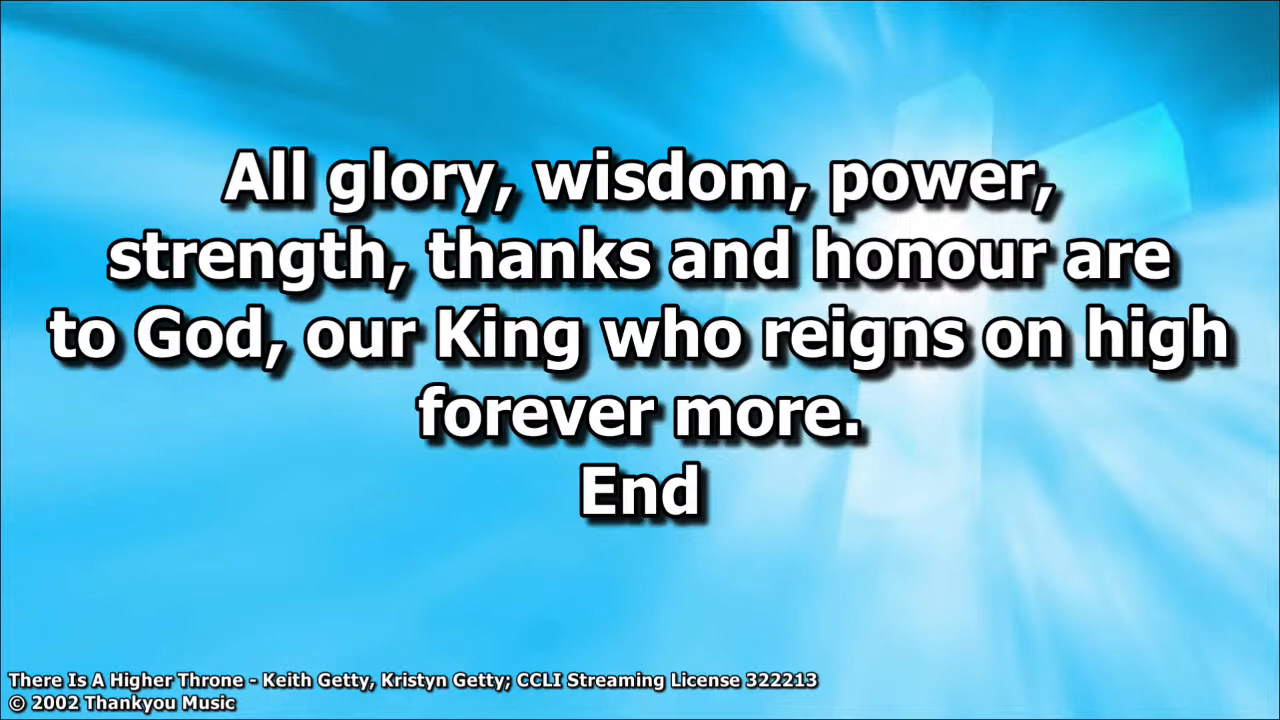 All glory, wisdom, power,
strength, thanks and honour are
to God, our King who reigns on high
forever more.
End
There Is A Higher Throne - Keith Getty, Kristyn Getty; CCLI Streaming License 322213
© 2002 Thankyou Music